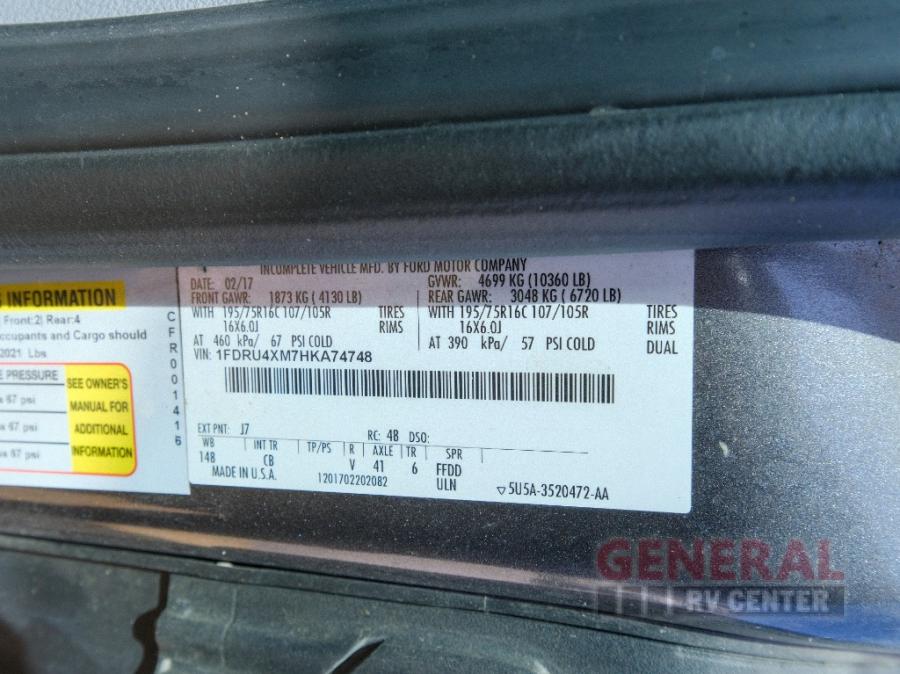 INCOMPLETE VEHICLE MFD. BY FORD MOTOR COMPANY
DATE: 02/17 GVWR: 4699 KG (10360 LB)
FRONT GAWR: 1873 KG ( 4130 LB) REAR GAWR: 3048 KG ( 6720 LB)
WITH 195/75R16C 107/105R TIRES WITH 195/75R16C 107/105R TIRES
16X6.0J RIMS 16X6.0J RIMS
AT 460 kPa/ 67 PSI COLD AT 390 kPa/ 57 PSI COLD DUAL
VIN: 1FDRU4XM7HKA74748
EXT PNT: J7 RC: 4B DSO:
WB INT TR TP/PS R AXLE TR SPR
148 CB V 41 6 FFDD
MADE IN U.S.A. 1201702202082 ULN
5U5A-3520472-AA
INFORMATION
Front:2| Rear:4
ccupants and Cargo should
2021 Lbs
PRESSURE
67 psi
67 psi
67 psi
SEE OWNER'S
MANUAL FOR
ADDITIONAL
INFORMATION
CFR001416
GENERAL
RV CENTER